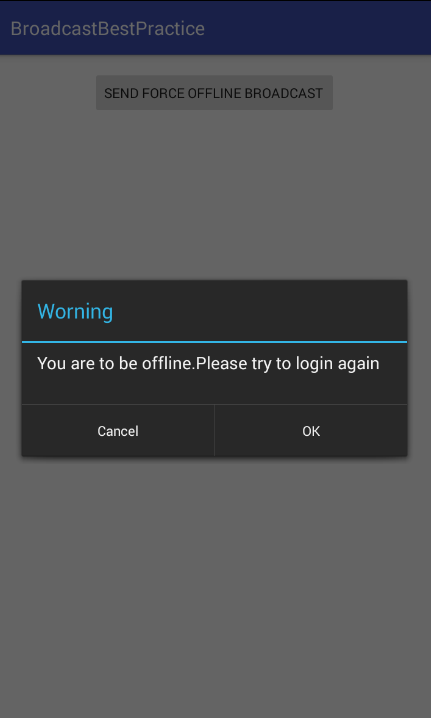 BroadcastBestPractice
SEND FORCE OFFLINE BROADCAST
Worning
You are to be offline.Please try to login again
Cancel
OK